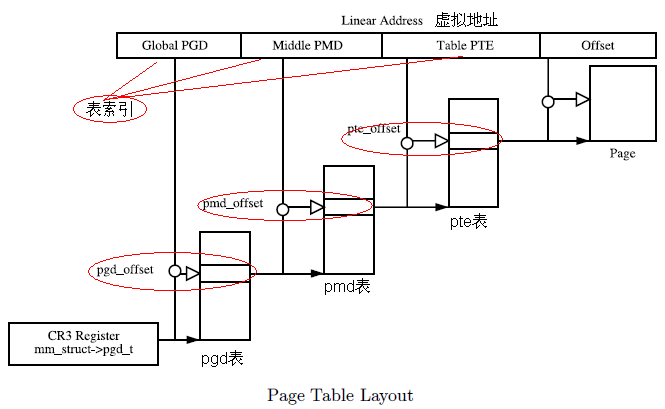 Linear Address 虚拟地址
Global PGD
Middle PMD
Table PTE
Offset
表索引
pte_offset
Page
pmd_offset
pte表
pgd_offset
pmd表
CR3 Register
mm_struct->pgd_t
pgd表
Page Table Layout